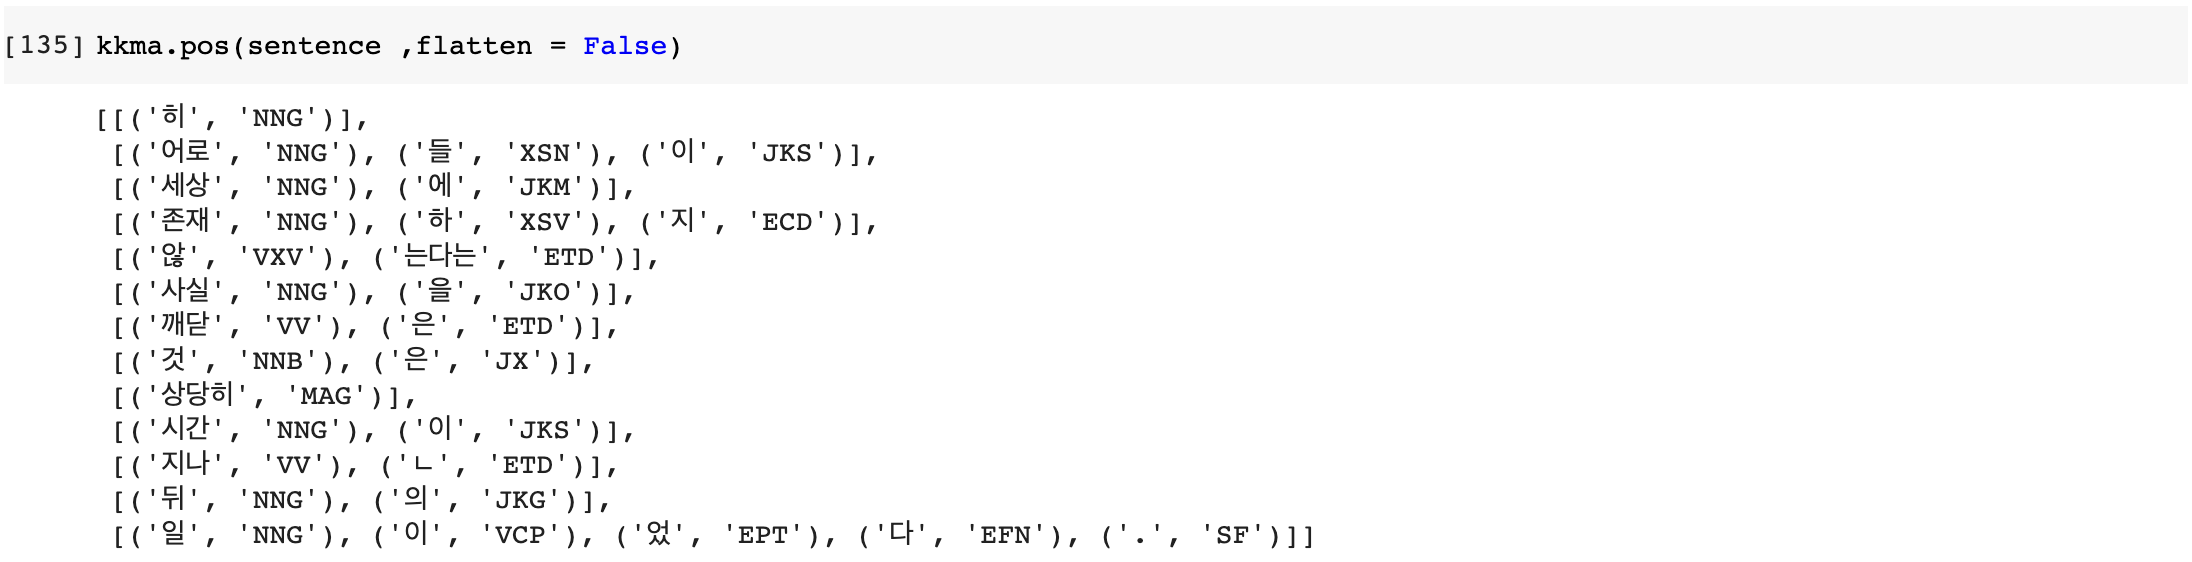 [135] kkma.pos(sentence ,flatten = False)
[[('히', 'NNG')],
[('어로', 'NNG'), ('들', 'XSN'), ('이', 'JKS')],
[('세상', 'NNG'), ('에', 'JKM')],
[('존재', 'NNG'), ('하', 'XSV'), ('지', 'ECD')],
[('않', 'VXV'), ('는다는', 'ETD')],
[('사실', 'NNG'), ('을', 'JKO')],
[('깨닫', 'VV'), ('은', 'ETD')],
[('것', 'NNB'), ('은', 'JX')],
[('상당히', 'MAG')],
[('시간', 'NNG'), ('이', 'JKS')],
[('지나', 'VV'), ('ㄴ', 'ETD')],
[('뒤', 'NNG'), ('의', 'JKG')],
[('일', 'NNG'), ('이', 'VCP'), ('었', 'EPT'), ('다', 'EFN'), ('.', 'SF')]]